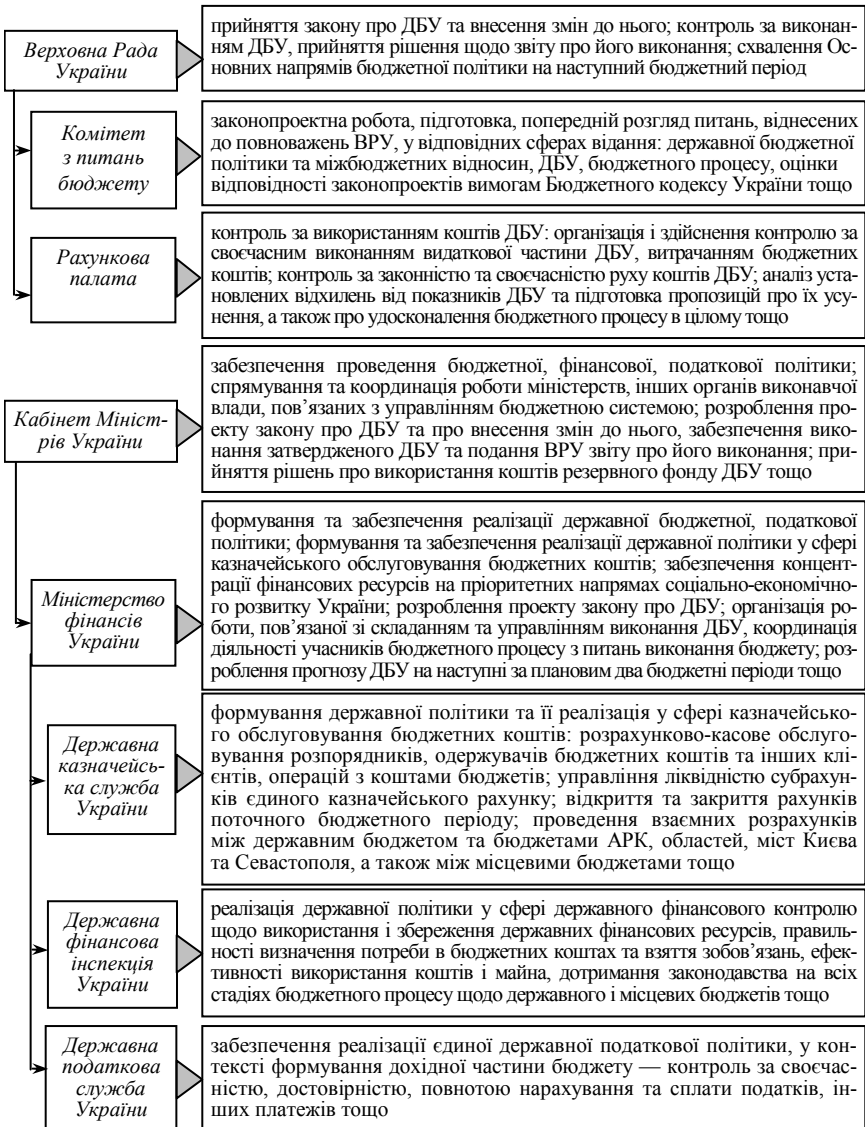 Верховна Рада
України
прийняття закону про ДБУ та внесення змін до нього; контроль за виконан-
ням ДБУ, прийняття рішення щодо звіту про його виконання; схвалення Ос-
новних напрямів бюджетної політики на наступний бюджетний період
Комітет
з питань
бюджету
законопроектна робота, підготовка, попередній розгляд питань, віднесених
до повноважень ВРУ, у відповідних сферах відання: державної бюджетної
політики та міжбюджетних відносин, ДБУ, бюджетного процесу, оцінки
відповідності законопроектів вимогам Бюджетного кодексу України тощо
Рахункова
палата
контроль за використанням коштів ДБУ: організація і здійснення контролю за
своєчасним виконанням видаткової частини ДБУ, витрачанням бюджетних
коштів; контроль за законністю та своєчасністю руху коштів ДБУ; аналіз уста-
новлених відхилень від показників ДБУ та підготовка пропозицій про їх усу-
нення, а також про удосконалення бюджетного процесу в цілому тощо
Кабінет Мініст-
рів України
забезпечення проведення бюджетної, фінансової, податкової політики;
спрямування та координація роботи міністерств, інших органів виконавчої
влади, пов’язаних з управлінням бюджетною системою; розроблення про-
екту закону про ДБУ та про внесення змін до нього, забезпечення вико-
нання затвердженого ДБУ та подання ВРУ звіту про його виконання; при-
йняття рішень про використання коштів резервного фонду ДБУ тощо
Міністерство
фінансів
України
формування та забезпечення реалізації державної бюджетної, податкової
політики; формування та забезпечення реалізації державної політики у сфері
казначейського обслуговування бюджетних коштів; забезпечення концент-
рації фінансових ресурсів на пріоритетних напрямах соціально-економічно-
го розвитку України; розроблення проекту закону про ДБУ; організація ро-
боти, пов’язаної зі складанням та управлінням виконання ДБУ, координація
діяльності учасників бюджетного процесу з питань виконання бюджету; роз-
роблення прогнозу ДБУ на наступні за плановим два бюджетні періоди тощо
Державна
казначейсь-
ка служба
України
формування державної політики та її реалізація у сфері казначейсько-
го обслуговування бюджетних коштів: розрахунково-касове обслуго-
вування розпорядників, одержувачів бюджетних коштів та інших клі-
єнтів, операцій з коштами бюджетів; управління ліквідністю субрахун-
ків єдиного казначейського рахунку; відкриття та закриття рахунків
поточного бюджетного періоду; проведення взаємних розрахунків
між державним бюджетом та бюджетами АРК, областей, міст Києва
та Севастополя, а також між місцевими бюджетами тощо
Державна
фінансова
інспекція
України
реалізація державної політики у сфері державного фінансового контролю
щодо використання і збереження державних фінансових ресурсів, правиль-
ності визначення потреби в бюджетних коштах та взяття зобов’язань, ефек-
тивності використання коштів і майна, дотримання законодавства на всіх
стадіях бюджетного процесу щодо державного і місцевих бюджетів тощо
Державна
податкова
служба
України
забезпечення реалізації єдиної державної податкової політики, у кон-
тексті формування дохідної частини бюджету — контроль за своєчас-
ністю, достовірністю, повнотою нарахування та сплати податків, ін-
ших платежів тощо